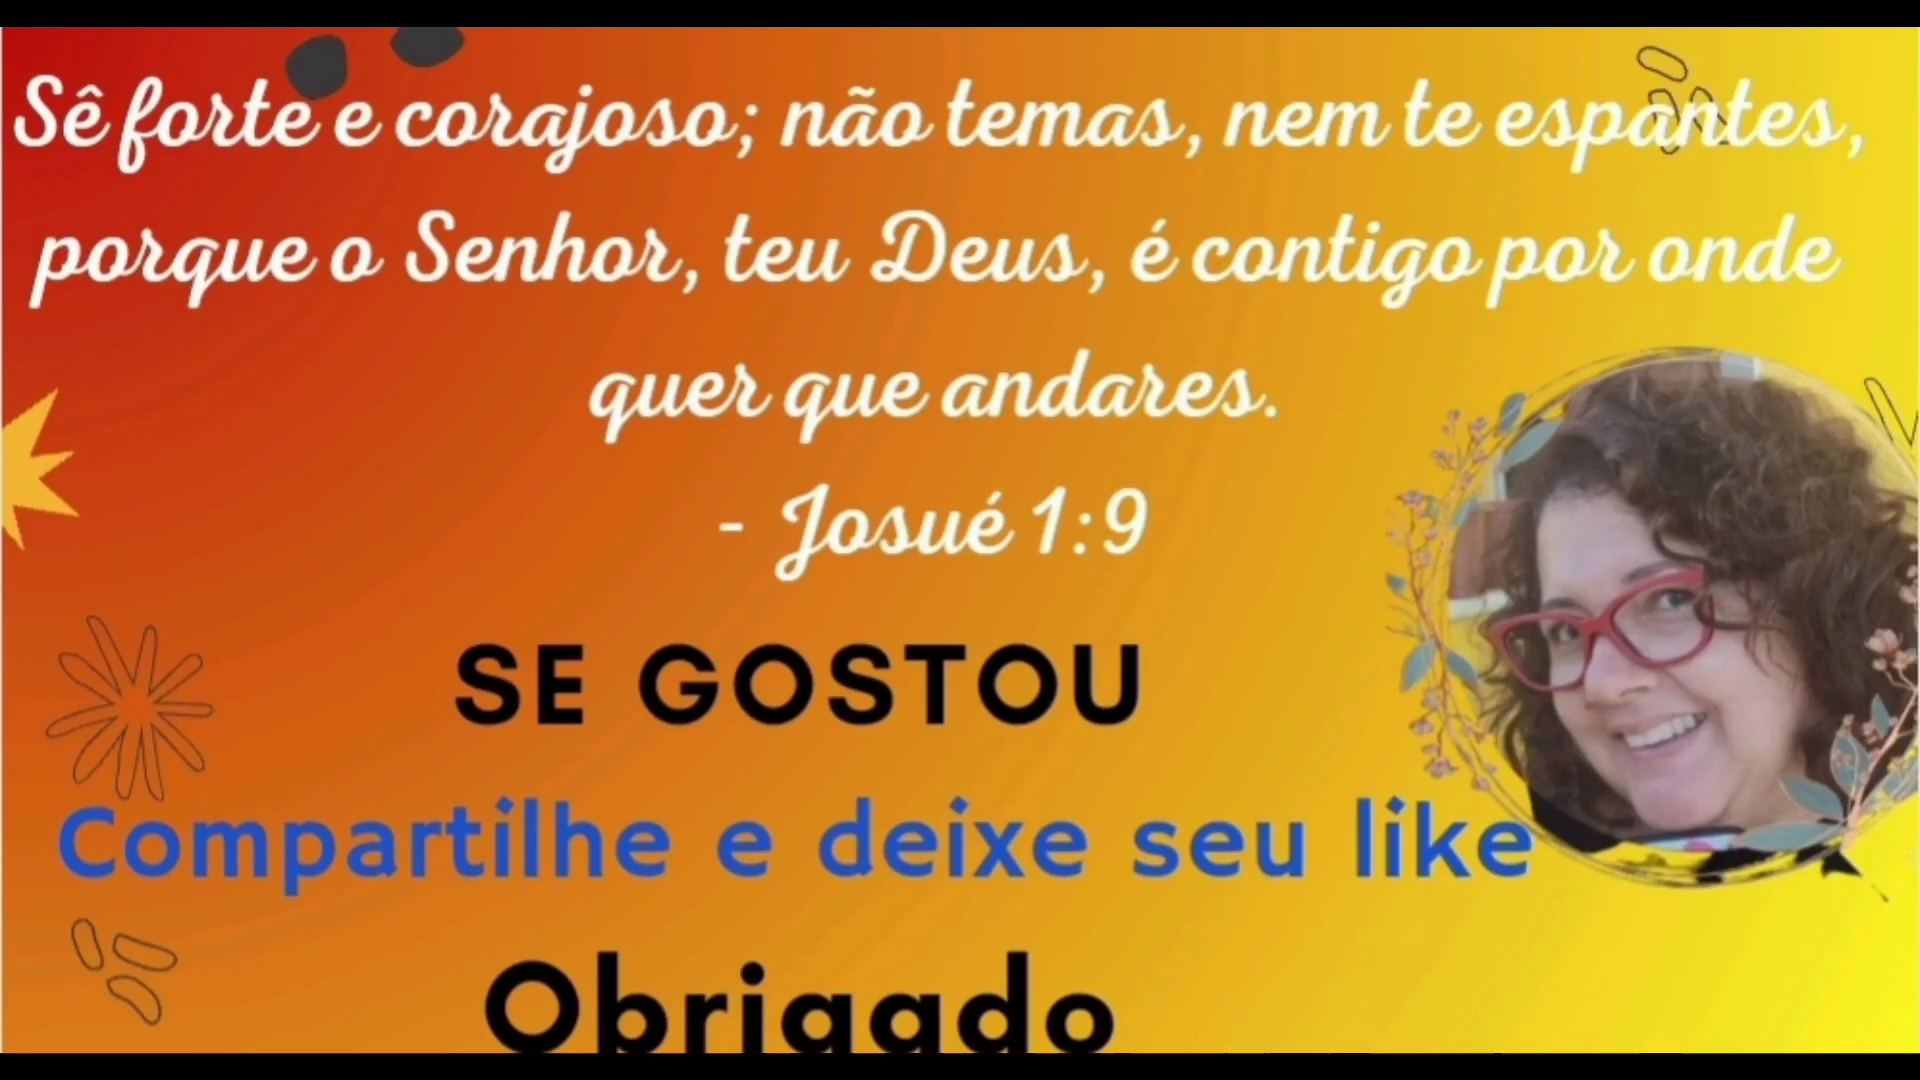 Sê forte e corajoso; não temas, nem te espantes,
porque o Senhor, teu Deus, é contigo por onde
quer que andares.
- Josué 1:9
SE GOSTOU
Compartilhe e deixe seu like
Obrigado